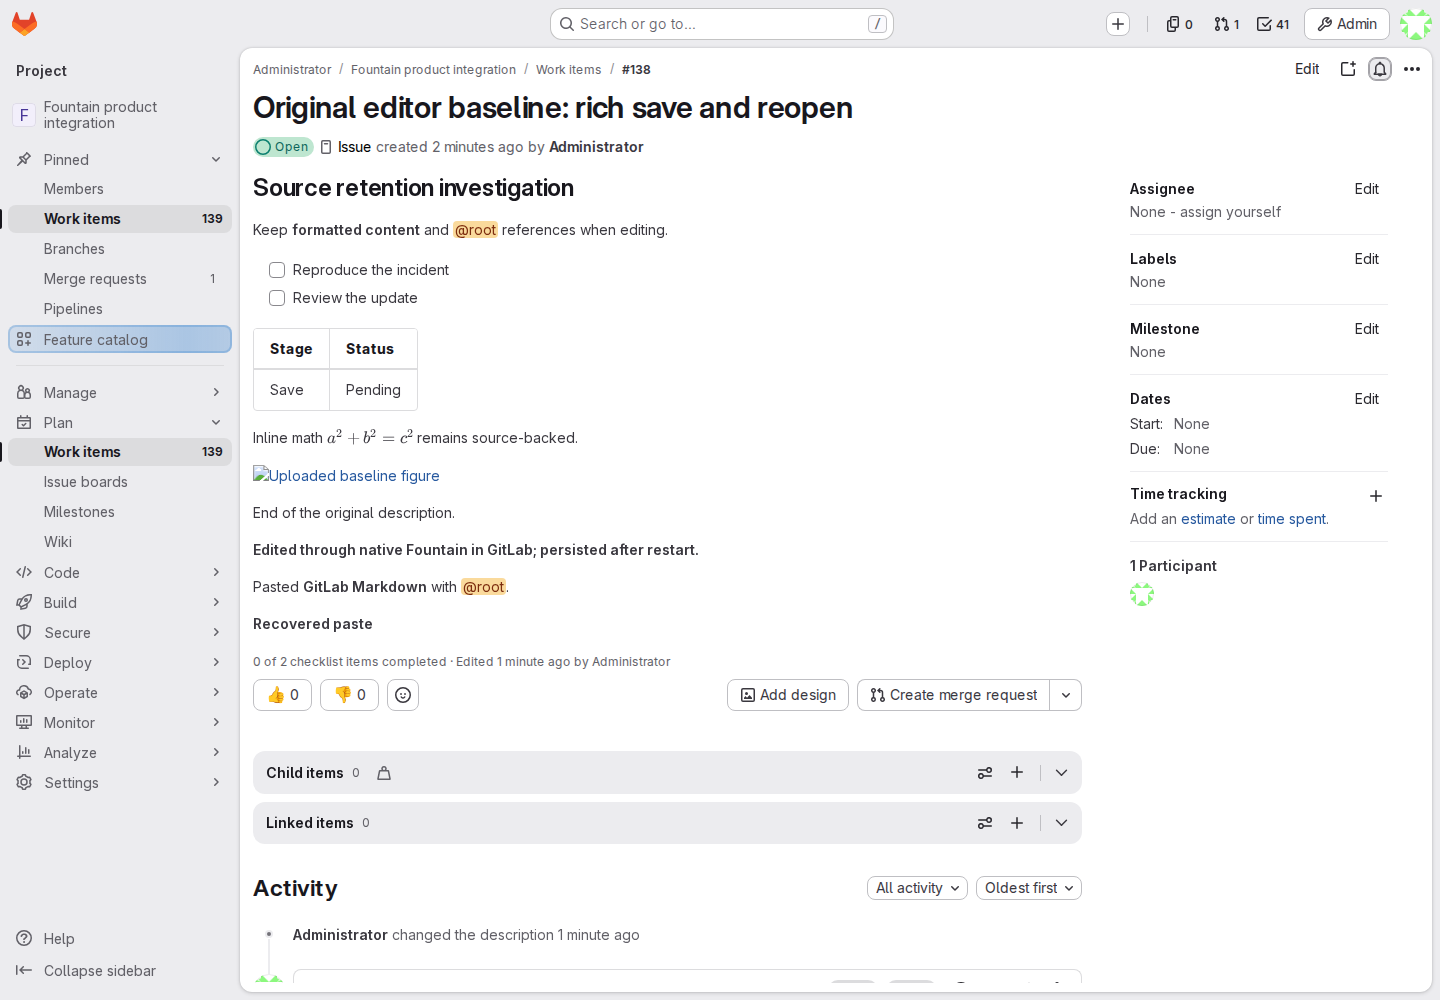 Search or go to...
/
0
1
41
Admin
Project
F
Fountain product
integration
Pinned
Members
Work items
139
Branches
Merge requests
1
Pipelines
Feature catalog
Manage
Plan
Work items
139
Issue boards
Milestones
Wiki
Code
Build
Secure
Deploy
Operate
Monitor
Analyze
Settings
Help
Collapse sidebar
Administrator / Fountain product integration / Work items / #138
Edit
Original editor baseline: rich save and reopen
Open Issue created 2 minutes ago by Administrator
Source retention investigation
Keep formatted content and @root references when editing.
Reproduce the incident
Review the update
Stage Status
Save Pending
Inline math a² + b² = c² remains source-backed.
Uploaded baseline figure
End of the original description.
Edited through native Fountain in GitLab; persisted after restart.
Pasted GitLab Markdown with @root.
Recovered paste
0 of 2 checklist items completed · Edited 1 minute ago by Administrator
👍 0
👎 0
Add design
Create merge request
Child items 0
Linked items 0
Activity
All activity
Oldest first
Administrator changed the description 1 minute ago
Assignee
Edit
None - assign yourself
Labels
Edit
None
Milestone
Edit
None
Dates
Edit
Start: None
Due: None
Time tracking
Add an estimate or time spent.
1 Participant